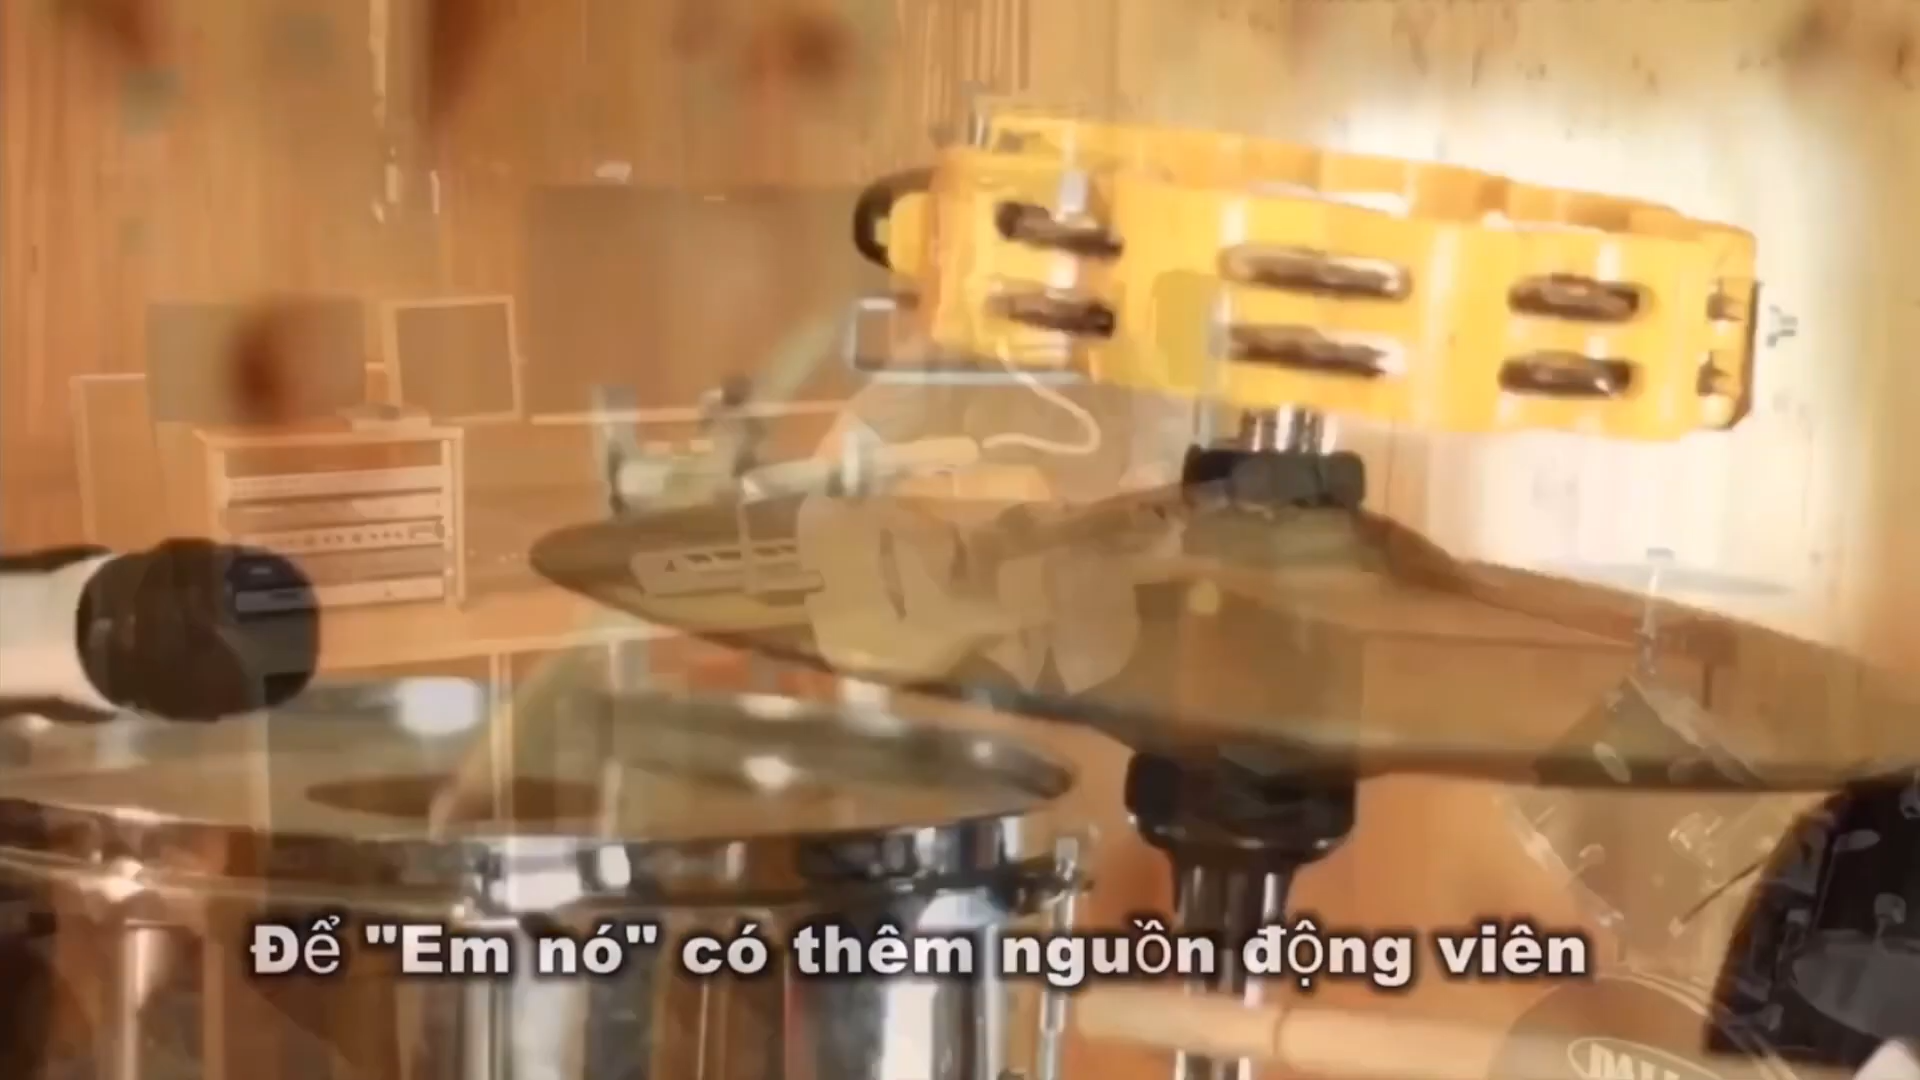 Để "Em nó" có thêm nguồn động viên